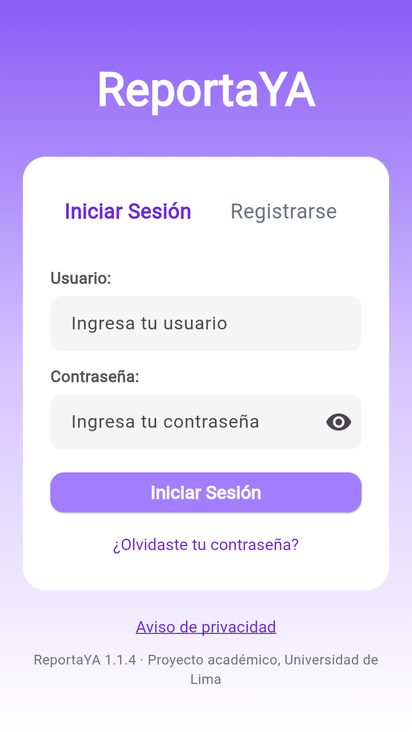 ReportaYA
Iniciar Sesión Registrarse
Usuario:
Ingresa tu usuario
Contraseña:
Ingresa tu contraseña
Iniciar Sesión
¿Olvidaste tu contraseña?
Aviso de privacidad
ReportaYA 1.1.4 · Proyecto académico, Universidad de
Lima